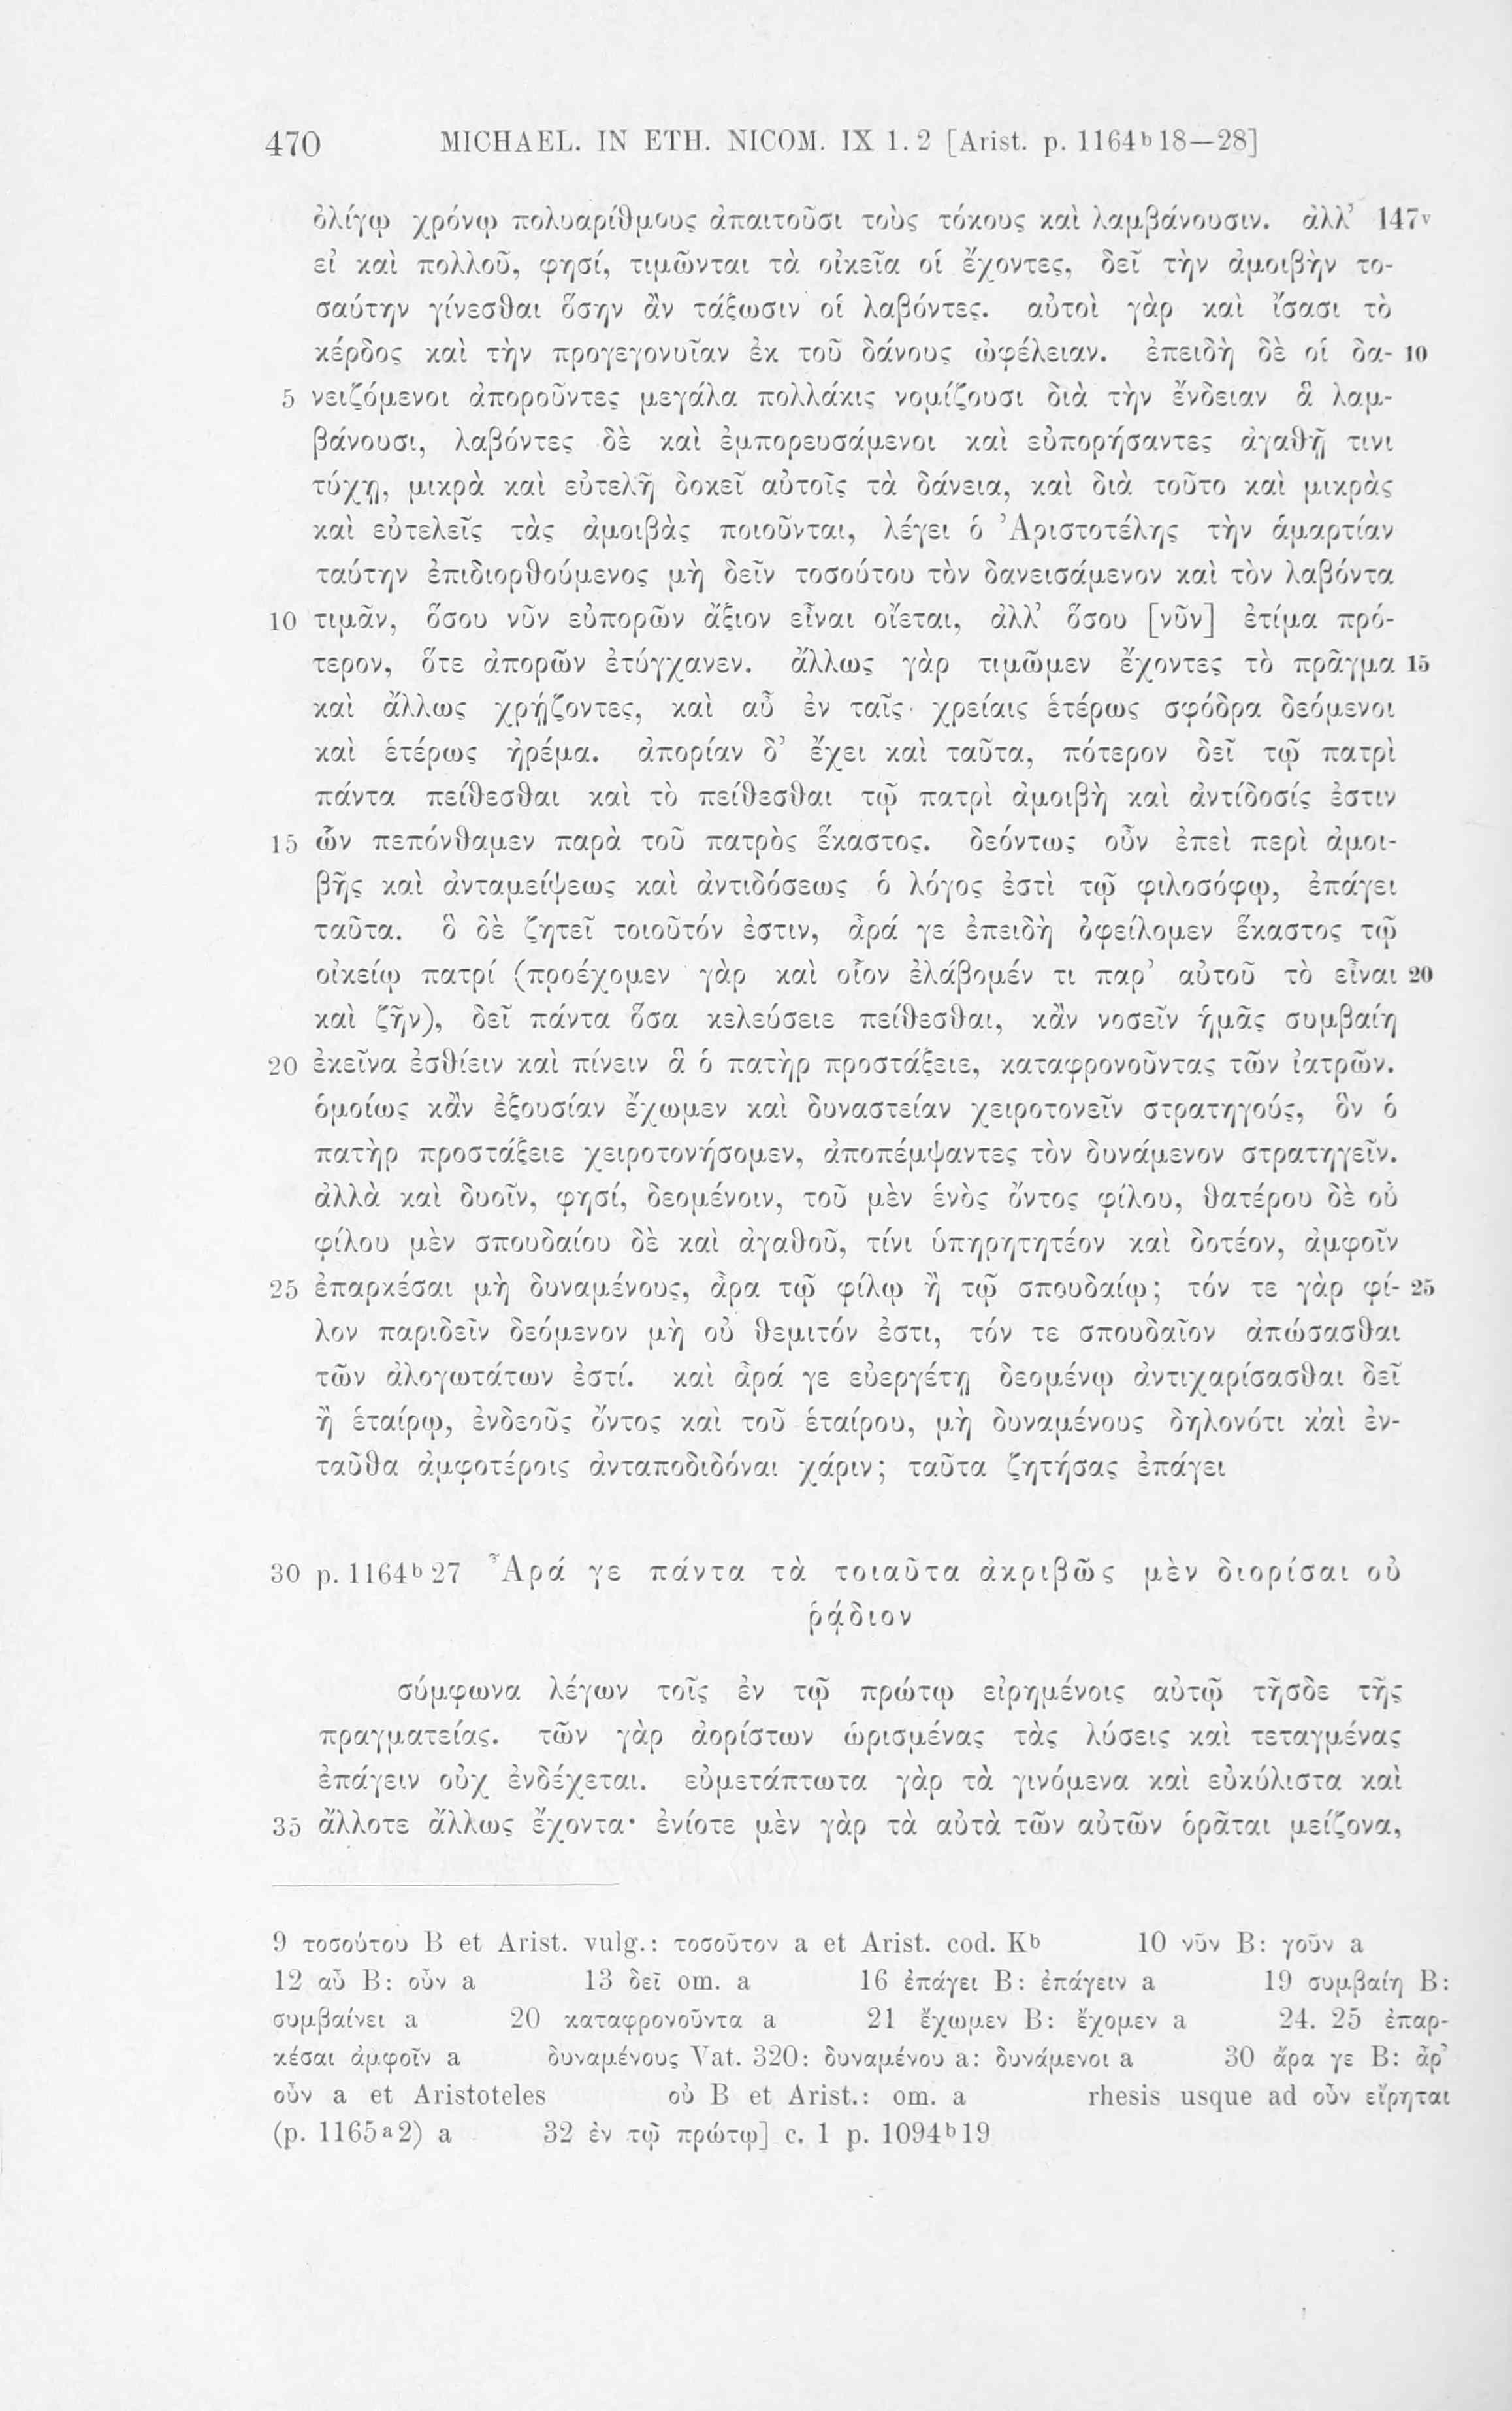 470 MICHAEL. IN ETH. NICOM. IX 1. 2 [Arist. p. 1164ᵇ18—28]
ὀλίγῳ χρόνῳ πολυαρίθμους ἀπαιτοῦσι τοὺς τόκους καὶ λαμβάνουσιν. ἀλλ’ 147ᵛ
εἰ καὶ πολλοῦ, φησί, τιμῶνται τὰ οἰκεῖα οἱ ἔχοντες, δεῖ τὴν ἀμοιβὴν το-
σαύτην γίνεσθαι ὅσην ἂν τάξωσιν οἱ λαβόντες. αὐτοὶ γὰρ καὶ ἴσασι τὸ
κέρδος καὶ τὴν προγεγονυῖαν ἐκ τοῦ δάνους ὠφέλειαν. ἐπειδὴ δὲ οἱ δα- 10
5 νειζόμενοι ἀποροῦντες μεγάλα πολλάκις νομίζουσι διὰ τὴν ἔνδειαν ἃ λαμ-
βάνουσι, λαβόντες δὲ καὶ ἐμπορευσάμενοι καὶ εὐπορήσαντες ἀγαθῇ τινι
τύχῃ, μικρὰ καὶ εὐτελῆ δοκεῖ αὐτοῖς τὰ δάνεια, καὶ διὰ τοῦτο καὶ μικρὰς
καὶ εὐτελεῖς τὰς ἀμοιβὰς ποιοῦνται, λέγει ὁ Ἀριστοτέλης τὴν ἁμαρτίαν
ταύτην ἐπιδιορθούμενος μὴ δεῖν τοσούτου τὸν δανεισάμενον καὶ τὸν λαβόντα
10 τιμᾶν, ὅσου νῦν εὐπορῶν ἄξιον εἶναι οἴεται, ἀλλ’ ὅσου [νῦν] ἐτίμα πρό-
τερον, ὅτε ἀπορῶν ἐτύγχανεν. ἄλλως γὰρ τιμῶμεν ἔχοντες τὸ πρᾶγμα 15
καὶ ἄλλως χρῄζοντες, καὶ αὖ ἐν ταῖς χρείαις ἑτέρως σφόδρα δεόμενοι
καὶ ἑτέρως ἠρέμα. ἀπορίαν δ’ ἔχει καὶ ταῦτα, πότερον δεῖ τῷ πατρὶ
πάντα πείθεσθαι καὶ τὸ πείθεσθαι τῷ πατρὶ ἀμοιβὴ καὶ ἀντίδοσίς ἐστιν
15 ὧν πεπόνθαμεν παρὰ τοῦ πατρὸς ἕκαστος. δεόντως οὖν ἐπεὶ περὶ ἀμοι-
βῆς καὶ ἀνταμείψεως καὶ ἀντιδόσεως ὁ λόγος ἐστὶ τῷ φιλοσόφῳ, ἐπάγει
ταῦτα. ὃ δὲ ζητεῖ τοιοῦτόν ἐστιν, ἆρά γε ἐπειδὴ ὀφείλομεν ἕκαστος τῷ
οἰκείῳ πατρί (προέχομεν γὰρ καὶ οἷον ἐλάβομέν τι παρ’ αὐτοῦ τὸ εἶναι 20
καὶ ζῆν), δεῖ πάντα ὅσα κελεύσειε πείθεσθαι, κἂν νοσεῖν ἡμᾶς συμβαίη
20 ἐκεῖνα ἐσθίειν καὶ πίνειν ἃ ὁ πατὴρ προστάξειε, καταφρονοῦντας τῶν ἰατρῶν.
ὁμοίως κἂν ἐξουσίαν ἔχωμεν καὶ δυναστείαν χειροτονεῖν στρατηγούς, ὃν ὁ
πατὴρ προστάξειε χειροτονήσομεν, ἀποπέμψαντες τὸν δυνάμενον στρατηγεῖν.
ἀλλὰ καὶ δυοῖν, φησί, δεομένοιν, τοῦ μὲν ἑνὸς ὄντος φίλου, θατέρου δὲ οὐ
φίλου μὲν σπουδαίου δὲ καὶ ἀγαθοῦ, τίνι ὑπηρητητέον καὶ δοτέον, ἀμφοῖν
25 ἐπαρκέσαι μὴ δυναμένους, ἆρα τῷ φίλῳ ἢ τῷ σπουδαίῳ; τόν τε γὰρ φί- 25
λον παριδεῖν δεόμενον μὴ οὐ θεμιτόν ἐστι, τόν τε σπουδαῖον ἀπώσασθαι
τῶν ἀλογωτάτων ἐστί. καὶ ἆρά γε εὐεργέτῃ δεομένῳ ἀντιχαρίσασθαι δεῖ
ἢ ἑταίρῳ, ἐνδεοῦς ὄντος καὶ τοῦ ἑταίρου, μὴ δυναμένους δηλονότι καὶ ἐν-
ταῦθα ἀμφοτέροις ἀνταποδιδόναι χάριν; ταῦτα ζητήσας ἐπάγει
30 p. 1164ᵇ27 Ἆρά γε πάντα τὰ τοιαῦτα ἀκριβῶς μὲν διορίσαι οὐ
ῥᾴδιον
σύμφωνα λέγων τοῖς ἐν τῷ πρώτῳ εἰρημένοις αὐτῷ τῆσδε τῆς
πραγματείας. τῶν γὰρ ἀορίστων ὡρισμένας τὰς λύσεις καὶ τεταγμένας
ἐπάγειν οὐχ ἐνδέχεται. εὐμετάπτωτα γὰρ τὰ γινόμενα καὶ εὐκύλιστα καὶ
35 ἄλλοτε ἄλλως ἔχοντα· ἐνίοτε μὲν γὰρ τὰ αὐτὰ τῶν αὐτῶν ὁρᾶται μείζονα,
9 τοσούτου B et Arist. vulg.: τοσοῦτον a et Arist. cod. Kᵇ 10 νῦν B: γοῦν a
12 αὖ B: οὖν a 13 δεῖ om. a 16 ἐπάγει B: ἐπάγειν a 19 συμβαίη B:
συμβαίνει a 20 καταφρονοῦντα a 21 ἔχωμεν B: ἔχομεν a 24. 25 ἐπαρ-
κέσαι ἀμφοῖν a δυναμένους Vat. 320: δυναμένου a: δυνάμενοι a 30 ἄρα γε B: ἆρ’
οὖν a et Aristoteles οὐ B et Arist.: om. a rhesis usque ad οὖν εἴρηται
(p. 1165ᵃ2) a 32 ἐν τῷ πρώτῳ] c. 1 p. 1094ᵇ19